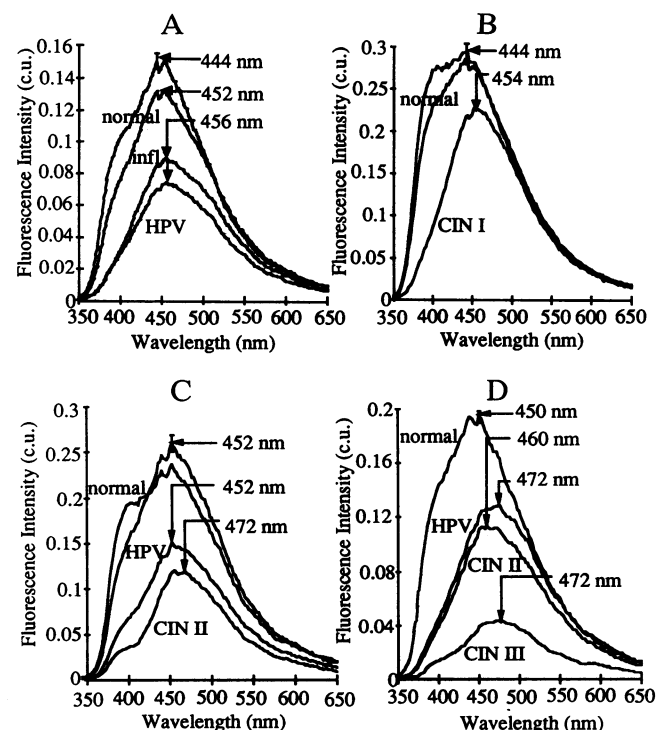 A
Fluorescence Intensity (c.u.)
0.16
0.14
0.12
0.1
0.08
0.06
0.04
0.02
0
444 nm
452 nm
normal
456 nm
infl
HPV
350 400 450 500 550 600 650
Wavelength (nm)
B
Fluorescence Intensity (c.u.)
0.3
0.25
0.2
0.15
0.1
0.05
0
444 nm
454 nm
normal
CIN I
350 400 450 500 550 600 650
Wavelength (nm)
C
Fluorescence Intensity (c.u.)
0.3
0.25
0.2
0.15
0.1
0.05
0
452 nm
normal
452 nm
472 nm
HPV
CIN II
350 400 450 500 550 600 650
Wavelength (nm)
D
Fluorescence Intensity (c.u.)
0.2
0.16
0.12
0.08
0.04
0
450 nm
normal
460 nm
472 nm
HPV
CIN II
472 nm
CIN III
350 400 450 500 550 600 650
Wavelength (nm)